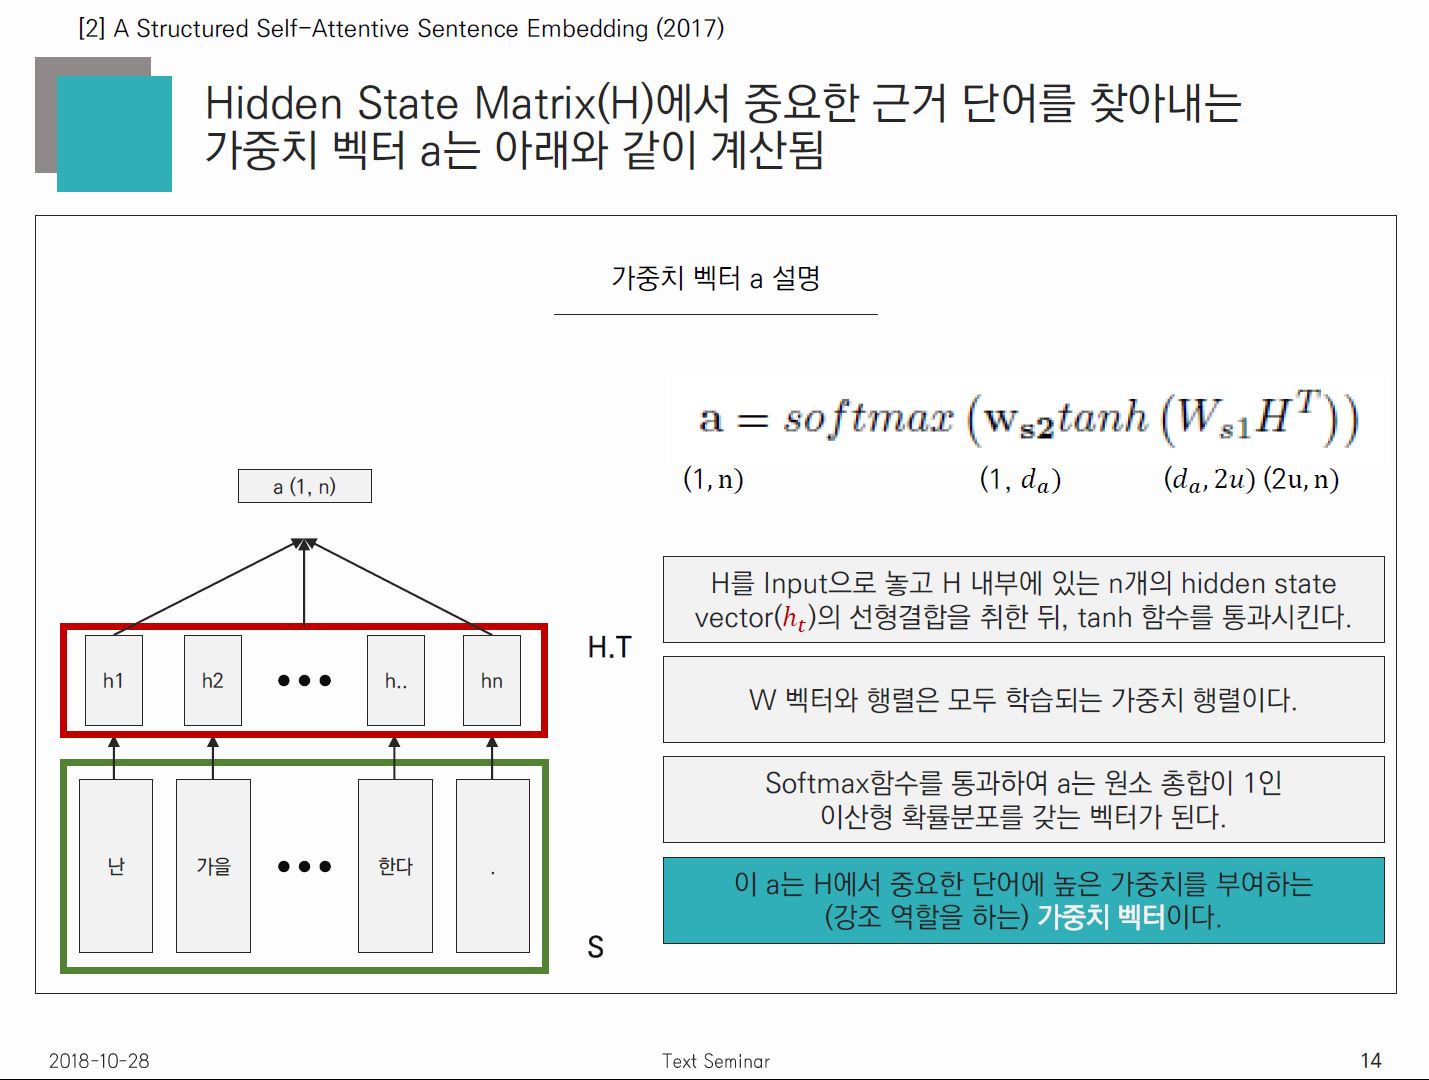 [2] A Structured Self-Attentive Sentence Embedding (2017)
Hidden State Matrix(H)에서 중요한 근거 단어를 찾아내는
가중치 벡터 a는 아래와 같이 계산됨
가중치 벡터 a 설명
a = softmax (w_s2 tanh (W_s1 H^T))
(1, n) (1, d_a) (d_a, 2u) (2u, n)
a (1, n)
h1 h2 ●●● h.. hn
H.T
난 가을 ●●● 한다 .
S
H를 Input으로 놓고 H 내부에 있는 n개의 hidden state
vector(h_t)의 선형결합을 취한 뒤, tanh 함수를 통과시킨다.
W 벡터와 행렬은 모두 학습되는 가중치 행렬이다.
Softmax함수를 통과하여 a는 원소 총합이 1인
이산형 확률분포를 갖는 벡터가 된다.
이 a는 H에서 중요한 단어에 높은 가중치를 부여하는
(강조 역할을 하는) 가중치 벡터이다.
2018-10-28
Text Seminar
14